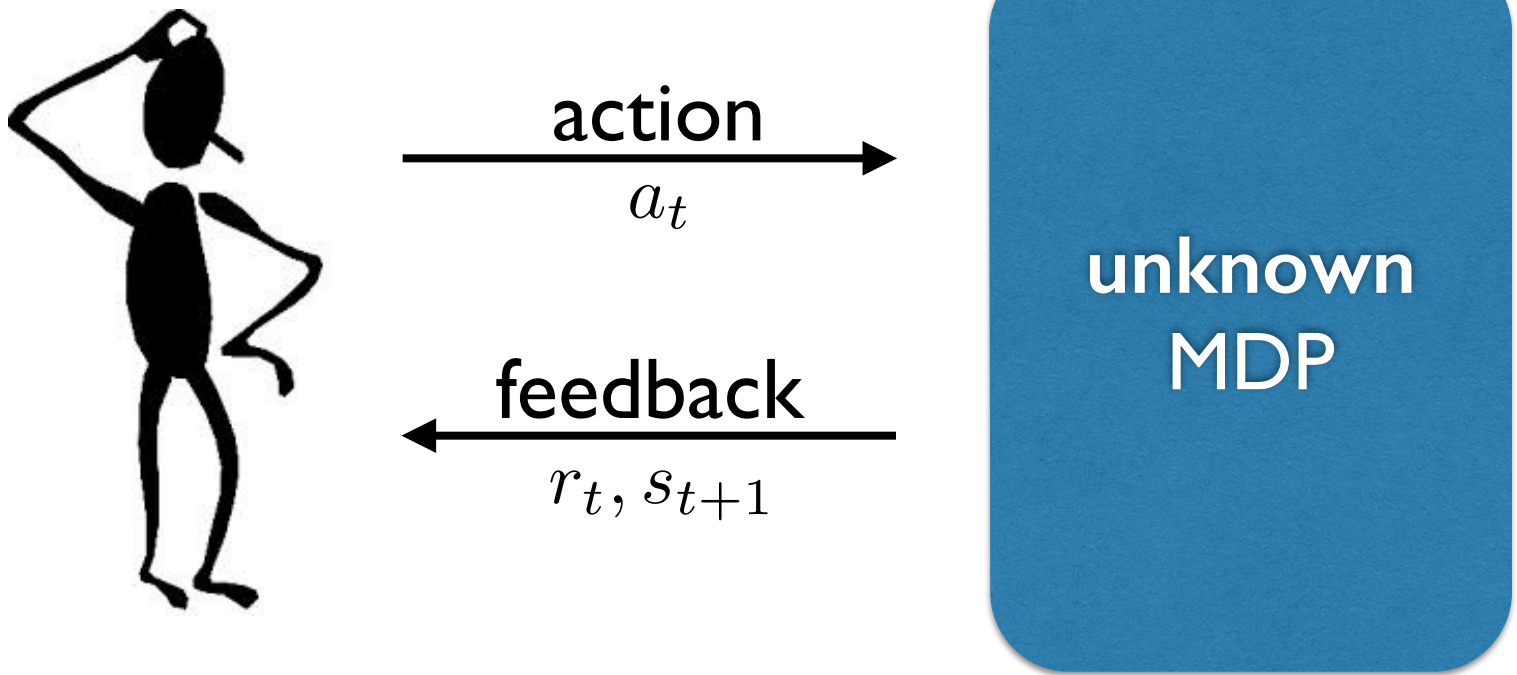 action
a_t
feedback
r_t, s_{t+1}
unknown
MDP